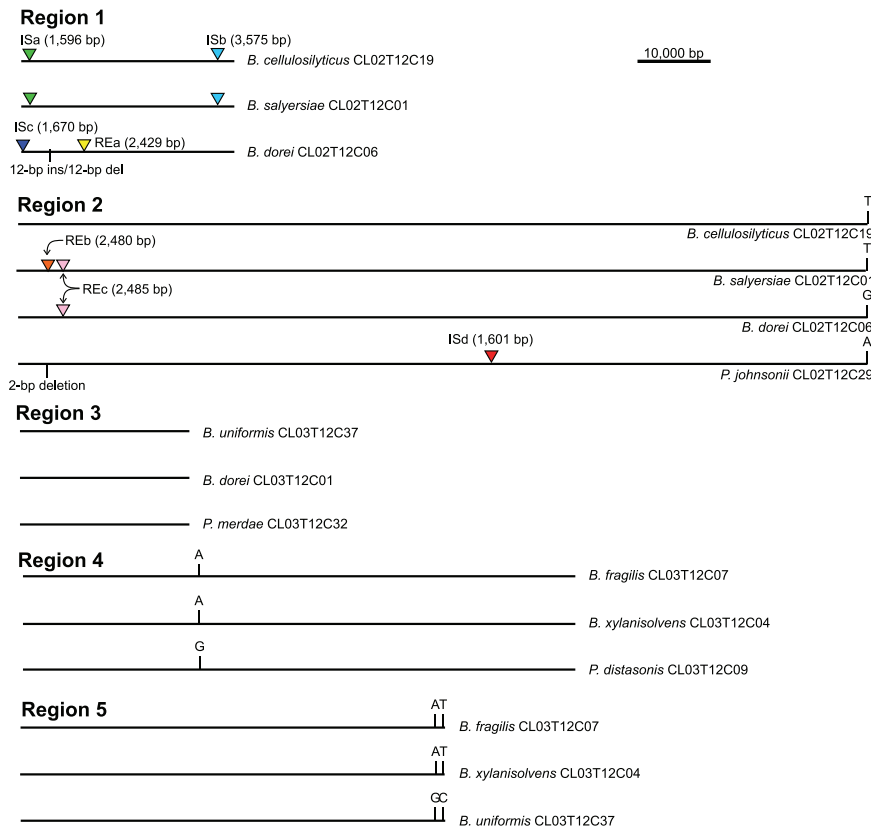 Region 1
ISa (1,596 bp) ISb (3,575 bp)
10,000 bp
B. cellulosilyticus CL02T12C19
B. salyersiae CL02T12C01
ISc (1,670 bp)
REa (2,429 bp)
B. dorei CL02T12C06
12-bp ins/12-bp del
Region 2
T
B. cellulosilyticus CL02T12C19
REb (2,480 bp)
T
B. salyersiae CL02T12C01
REc (2,485 bp)
G
B. dorei CL02T12C06
ISd (1,601 bp)
A
P. johnsonii CL02T12C29
2-bp deletion
Region 3
B. uniformis CL03T12C37
B. dorei CL03T12C01
P. merdae CL03T12C32
Region 4
A
B. fragilis CL03T12C07
A
B. xylanisolvens CL03T12C04
G
P. distasonis CL03T12C09
Region 5
AT
B. fragilis CL03T12C07
AT
B. xylanisolvens CL03T12C04
GC
B. uniformis CL03T12C37